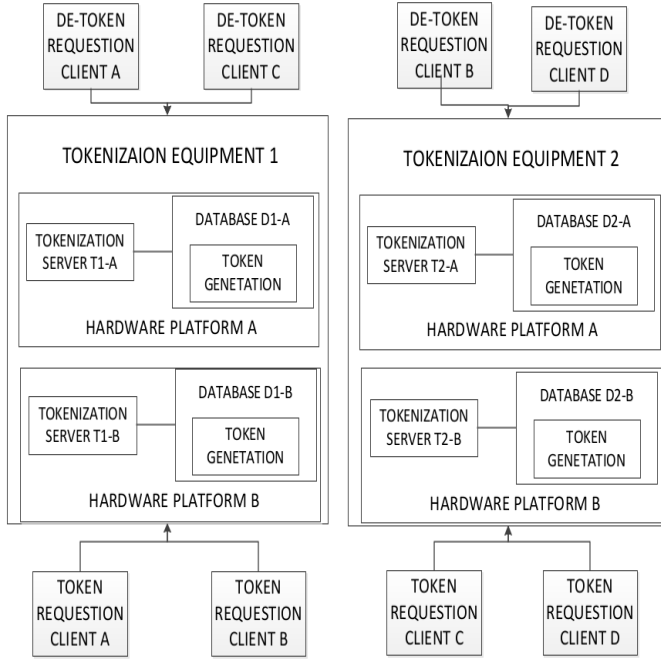 DE-TOKEN
REQUESTION
CLIENT A
DE-TOKEN
REQUESTION
CLIENT C
DE-TOKEN
REQUESTION
CLIENT B
DE-TOKEN
REQUESTION
CLIENT D
TOKENIZAION EQUIPMENT 1
TOKENIZATION
SERVER T1-A
DATABASE D1-A
TOKEN
GENETATION
HARDWARE PLATFORM A
TOKENIZATION
SERVER T1-B
DATABASE D1-B
TOKEN
GENETATION
HARDWARE PLATFORM B
TOKENIZAION EQUIPMENT 2
TOKENIZATION
SERVER T2-A
DATABASE D2-A
TOKEN
GENETATION
HARDWARE PLATFORM A
TOKENIZATION
SERVER T2-B
DATABASE D2-B
TOKEN
GENETATION
HARDWARE PLATFORM B
TOKEN
REQUESTION
CLIENT A
TOKEN
REQUESTION
CLIENT B
TOKEN
REQUESTION
CLIENT C
TOKEN
REQUESTION
CLIENT D